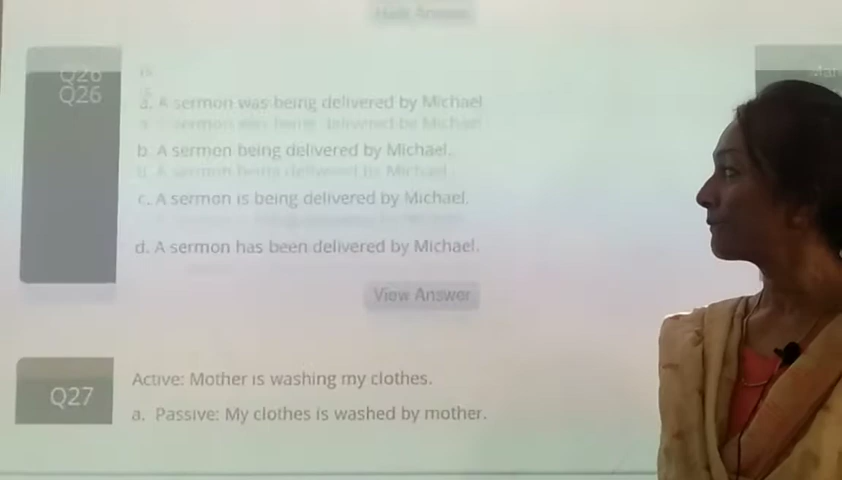 Q26
Q26
a. A sermon was being delivered by Michael
b. A sermon being delivered by Michael.
c. A sermon is being delivered by Michael.
d. A sermon has been delivered by Michael.
View Answer
Q27
Active: Mother is washing my clothes.
a. Passive: My clothes is washed by mother.